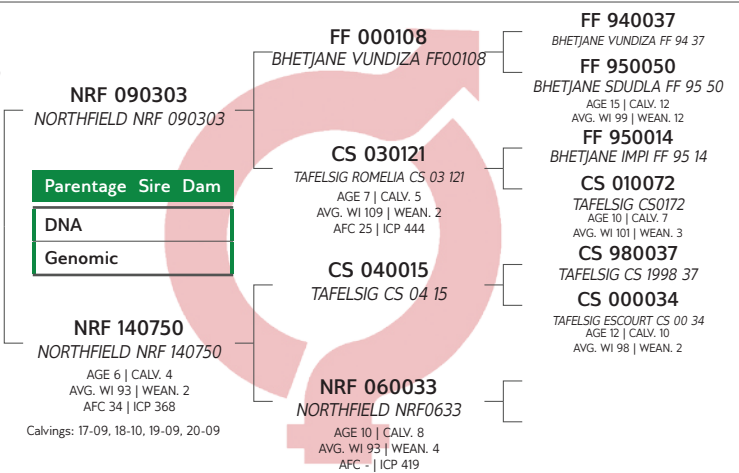 NRF 090303
NORTHFIELD NRF 090303
Parentage Sire Dam
DNA
Genomic
NRF 140750
NORTHFIELD NRF 140750
AGE 6 | CALV. 4
AVG. WI 93 | WEAN. 2
AFC 34 | ICP 368
Calvings: 17-09, 18-10, 19-09, 20-09
FF 000108
BHETJANE VUNDIZA FF00108
CS 030121
TAFELSIG ROMELIA CS 03 121
AGE 7 | CALV. 5
AVG. WI 109 | WEAN. 2
AFC 25 | ICP 444
CS 040015
TAFELSIG CS 04 15
NRF 060033
NORTHFIELD NRF0633
AGE 10 | CALV. 8
AVG. WI 93 | WEAN. 4
AFC - | ICP 419
FF 940037
BHETJANE VUNDIZA FF 94 37
FF 950050
BHETJANE SDUDLA FF 95 50
AGE 15 | CALV. 12
AVG. WI 99 | WEAN. 12
FF 950014
BHETJANE IMPI FF 95 14
CS 010072
TAFELSIG CS0172
AGE 10 | CALV. 7
AVG. WI 101 | WEAN. 3
CS 980037
TAFELSIG CS 1998 37
CS 000034
TAFELSIG ESCOURT CS 00 34
AGE 12 | CALV. 10
AVG. WI 98 | WEAN. 2